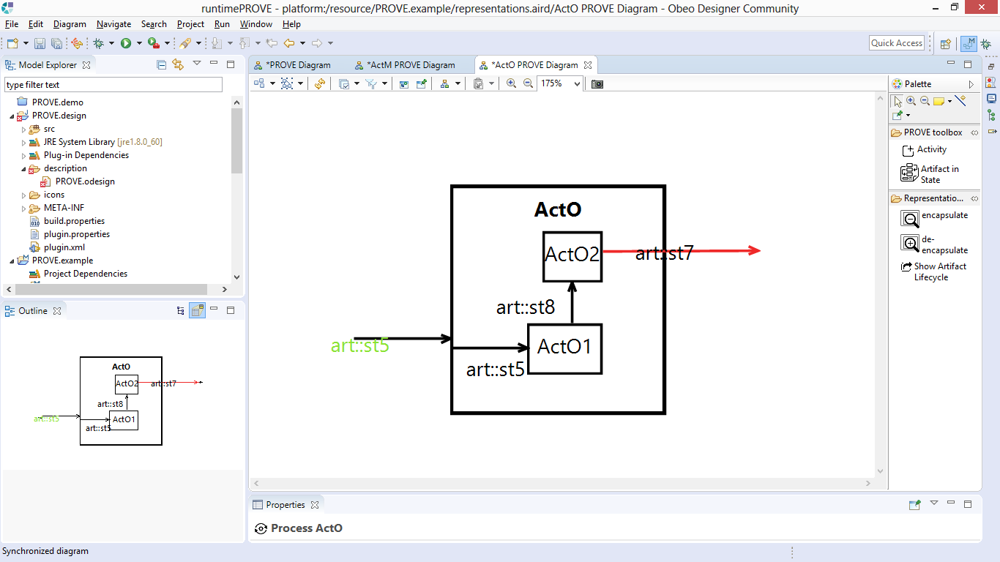 runtimePROVE - platform:/resource/PROVE.example/representations.aird/ActO PROVE Diagram - Obeo Designer Community
File Edit Diagram Navigate Search Project Run Window Help
Quick Access
Model Explorer
type filter text
PROVE.demo
PROVE.design
src
JRE System Library [jre1.8.0_60]
Plug-in Dependencies
description
PROVE.odesign
icons
META-INF
build.properties
plugin.properties
plugin.xml
PROVE.example
Project Dependencies
Outline
ActO
ActO2
art::st7
art::st8
art::st5
ActO1
art::st5
*PROVE Diagram *ActM PROVE Diagram *ActO PROVE Diagram
175%
ActO
ActO2
art::st7
art::st8
art::st5
ActO1
art::st5
Palette
PROVE toolbox
Activity
Artifact in
State
Representatio...
encapsulate
de-
encapsulate
Show Artifact
Lifecycle
Properties
Process ActO
Synchronized diagram